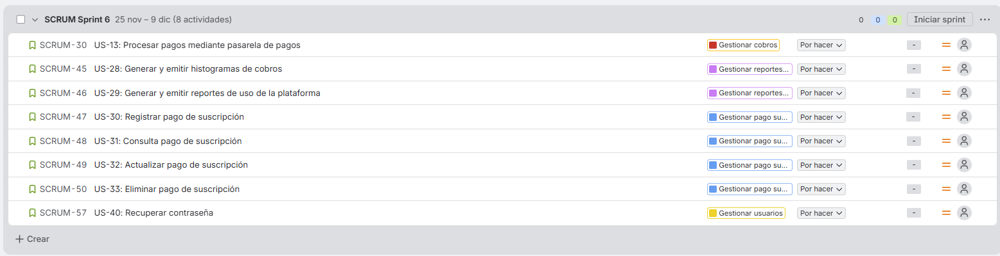 SCRUM Sprint 6 25 nov – 9 dic (8 actividades) 0 0 0 Iniciar sprint
SCRUM-30 US-13: Procesar pagos mediante pasarela de pagos Gestionar cobros Por hacer -
SCRUM-45 US-28: Generar y emitir histogramas de cobros Gestionar reportes... Por hacer -
SCRUM-46 US-29: Generar y emitir reportes de uso de la plataforma Gestionar reportes... Por hacer -
SCRUM-47 US-30: Registrar pago de suscripción Gestionar pago su... Por hacer -
SCRUM-48 US-31: Consulta pago de suscripción Gestionar pago su... Por hacer -
SCRUM-49 US-32: Actualizar pago de suscripción Gestionar pago su... Por hacer -
SCRUM-50 US-33: Eliminar pago de suscripción Gestionar pago su... Por hacer -
SCRUM-57 US-40: Recuperar contraseña Gestionar usuarios Por hacer -
+ Crear